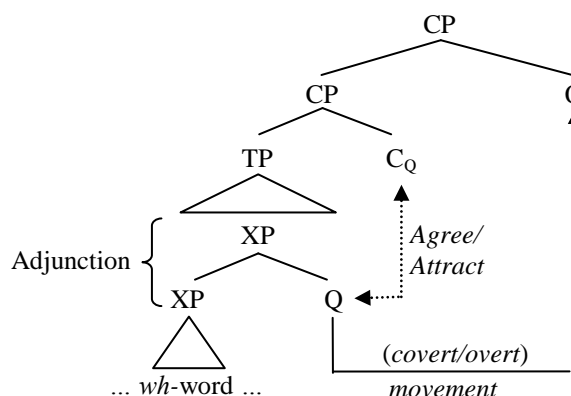 CP
CP
TP C_Q
XP
Agree/
Attract
Adjunction
XP Q
(covert/overt)
movement
... wh-word ...